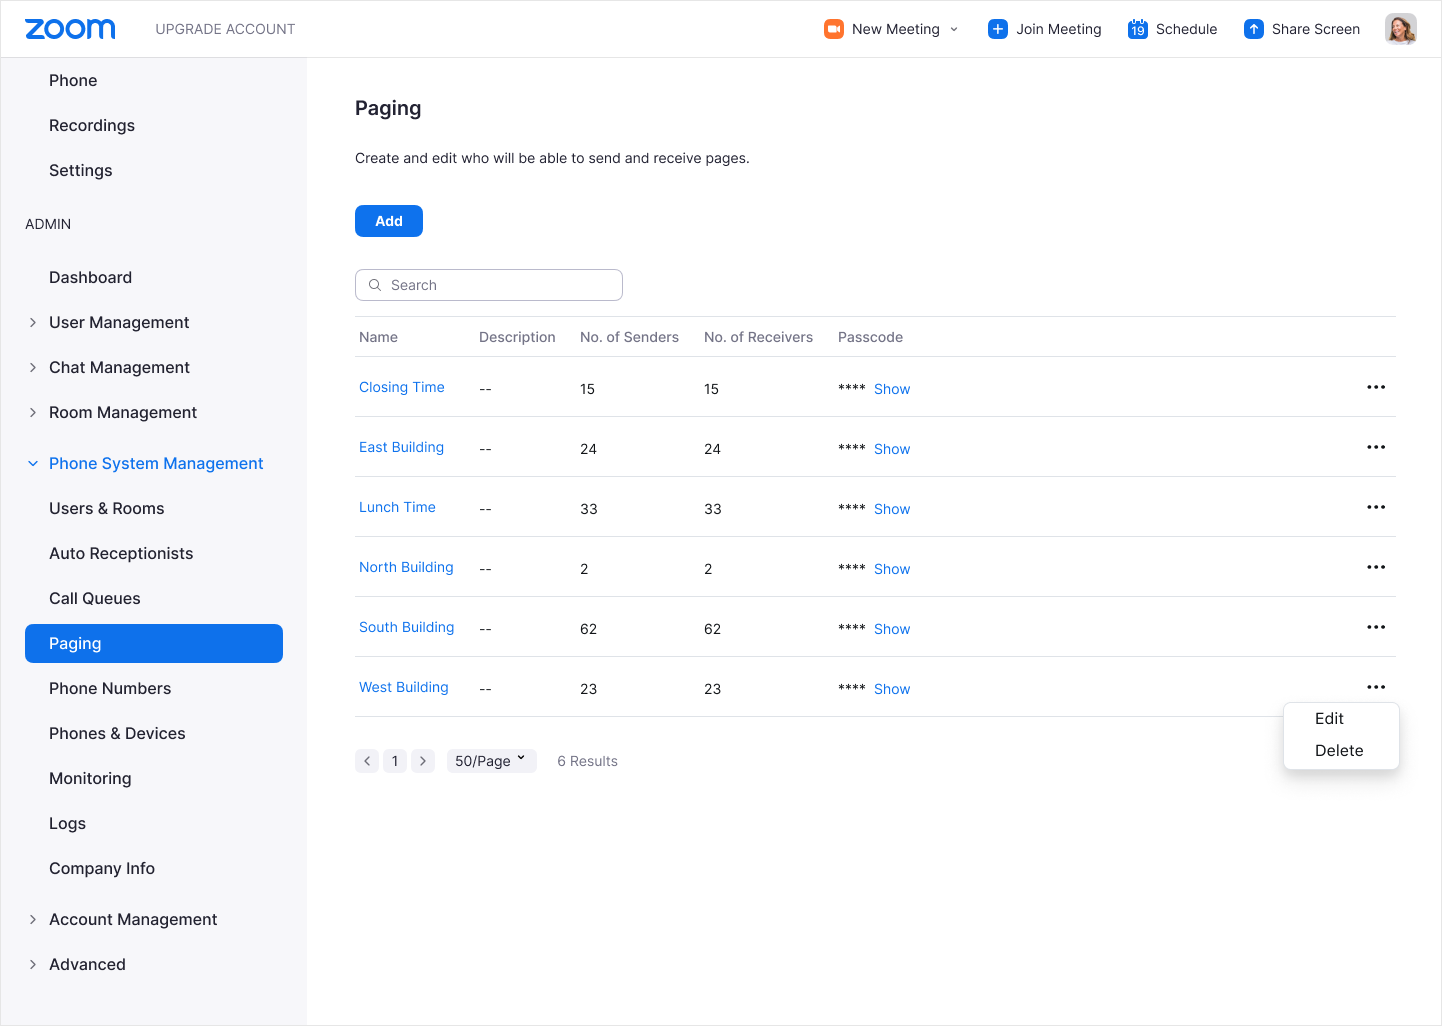 zoom UPGRADE ACCOUNT New Meeting Join Meeting 19 Schedule Share Screen
Phone
Recordings
Settings
ADMIN
Dashboard
User Management
Chat Management
Room Management
Phone System Management
Users & Rooms
Auto Receptionists
Call Queues
Paging
Phone Numbers
Phones & Devices
Monitoring
Logs
Company Info
Account Management
Advanced
Paging
Create and edit who will be able to send and receive pages.
Add
Search
Name Description No. of Senders No. of Receivers Passcode
Closing Time -- 15 15 **** Show
East Building -- 24 24 **** Show
Lunch Time -- 33 33 **** Show
North Building -- 2 2 **** Show
South Building -- 62 62 **** Show
West Building -- 23 23 **** Show
Edit
Delete
1 50/Page 6 Results